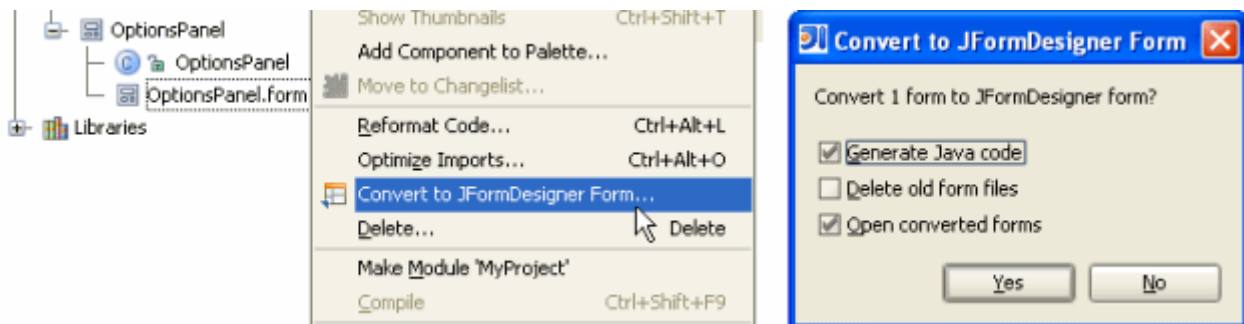 OptionsPanel
OptionsPanel
OptionsPanel.form
Libraries
Show Thumbnails Ctrl+Shift+T
Add Component to Palette...
Move to Changelist...
Reformat Code... Ctrl+Alt+L
Optimize Imports... Ctrl+Alt+O
Convert to JFormDesigner Form...
Delete... Delete
Make Module 'MyProject'
Compile Ctrl+Shift+F9
Convert to JFormDesigner Form
Convert 1 form to JFormDesigner form?
Generate Java code
Delete old form files
Open converted forms
Yes No